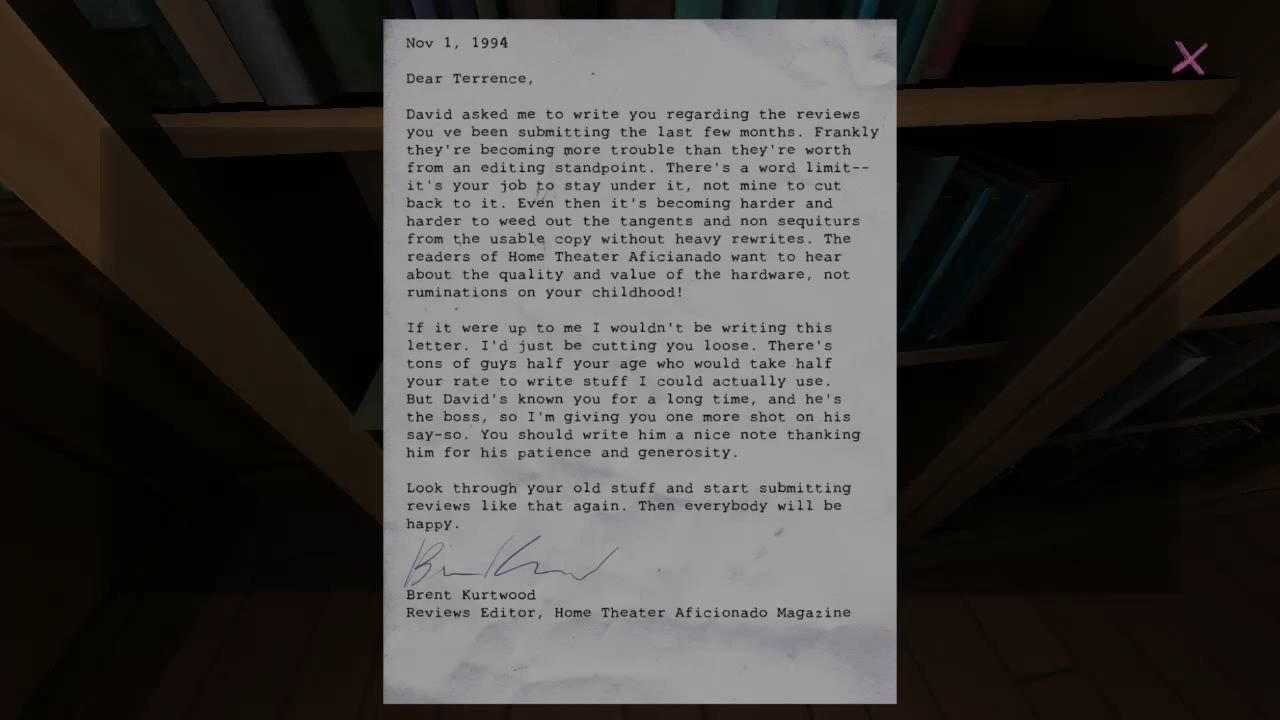 Nov 1, 1994
Dear Terrence,
David asked me to write you regarding the reviews
you ve been submitting the last few months. Frankly
they're becoming more trouble than they're worth
from an editing standpoint. There's a word limit--
it's your job to stay under it, not mine to cut
back to it. Even then it's becoming harder and
harder to weed out the tangents and non sequiturs
from the usable copy without heavy rewrites. The
readers of Home Theater Aficianado want to hear
about the quality and value of the hardware, not
ruminations on your childhood!
If it were up to me I wouldn't be writing this
letter. I'd just be cutting you loose. There's
tons of guys half your age who would take half
your rate to write stuff I could actually use.
But David's known you for a long time, and he's
the boss, so I'm giving you one more shot on his
say-so. You should write him a nice note thanking
him for his patience and generosity.
Look through your old stuff and start submitting
reviews like that again. Then everybody will be
happy.
Brent Kurtwood
Reviews Editor, Home Theater Aficionado Magazine